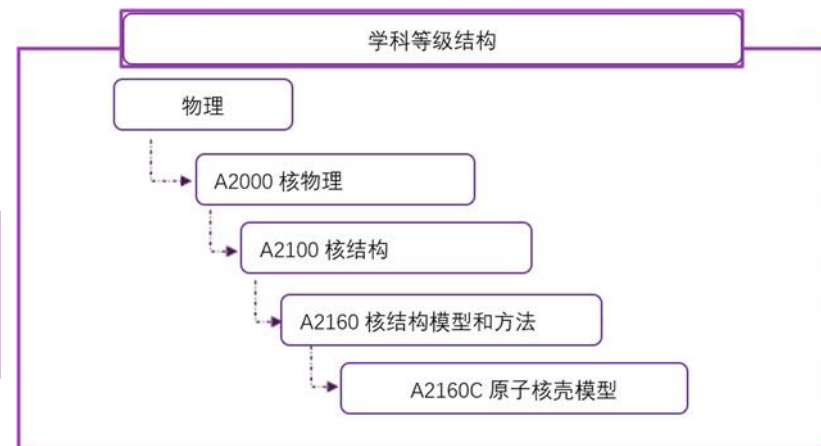 学科等级结构
物理
A2000 核物理
A2100 核结构
A2160 核结构模型和方法
A2160C 原子核壳模型